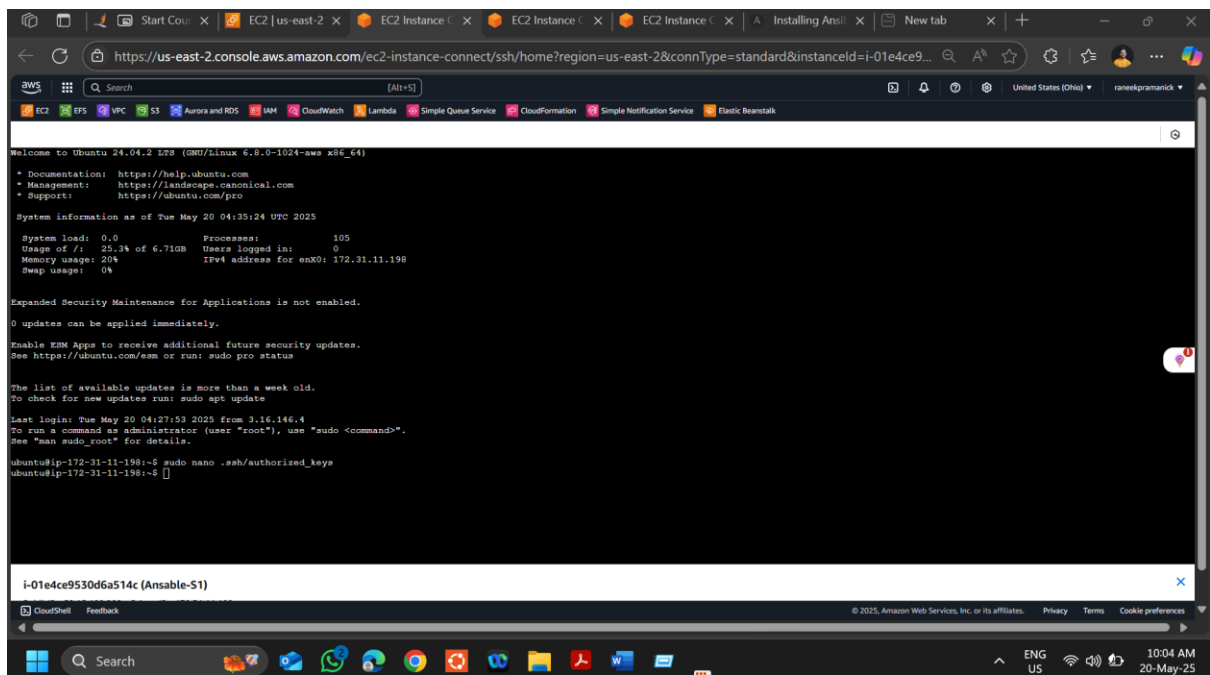 Start Cour
EC2 | us-east-2
EC2 Instance C
EC2 Instance C
EC2 Instance C
Installing Ansil
New tab
https://us-east-2.console.aws.amazon.com/ec2-instance-connect/ssh/home?region=us-east-2&connType=standard&instanceId=i-01e4ce9...
aws
Search
[Alt+S]
United States (Ohio)
raneekpramanick
EC2 EFS VPC S3 Aurora and RDS IAM CloudWatch Lambda Simple Queue Service CloudFormation Simple Notification Service Elastic Beanstalk
Welcome to Ubuntu 24.04.2 LTS (GNU/Linux 6.8.0-1024-aws x86_64)
* Documentation: https://help.ubuntu.com
* Management: https://landscape.canonical.com
* Support: https://ubuntu.com/pro
System information as of Tue May 20 04:35:24 UTC 2025
System load: 0.0 Processes: 105
Usage of /: 25.3% of 6.71GB Users logged in: 0
Memory usage: 20% IPv4 address for enX0: 172.31.11.198
Swap usage: 0%
Expanded Security Maintenance for Applications is not enabled.
0 updates can be applied immediately.
Enable ESM Apps to receive additional future security updates.
See https://ubuntu.com/esm or run: sudo pro status
The list of available updates is more than a week old.
To check for new updates run: sudo apt update
Last login: Tue May 20 04:27:53 2025 from 3.16.146.4
To run a command as administrator (user "root"), use "sudo <command>".
See "man sudo_root" for details.
ubuntu@ip-172-31-11-198:~$ sudo nano .ssh/authorized_keys
ubuntu@ip-172-31-11-198:~$
i-01e4ce9530d6a514c (Ansable-S1)
CloudShell Feedback
© 2025, Amazon Web Services, Inc. or its affiliates. Privacy Terms Cookie preferences
Search
ENG
US
10:04 AM
20-May-25